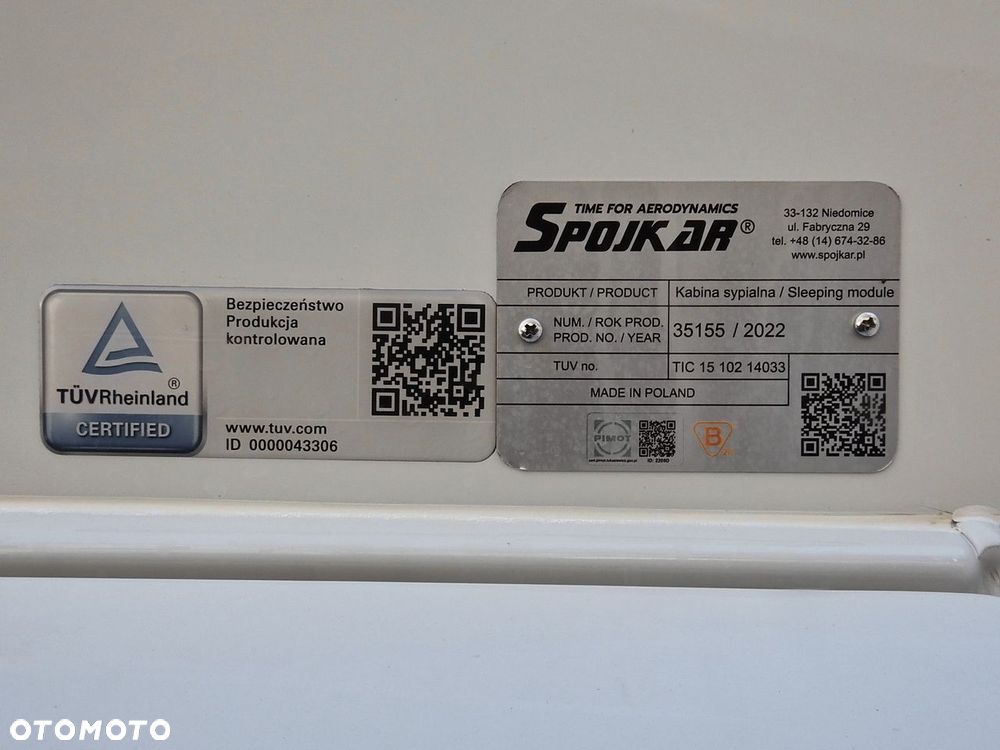 TÜVRheinland®
CERTIFIED
Bezpieczeństwo
Produkcja
kontrolowana
www.tuv.com
ID 0000043306
TIME FOR AERODYNAMICS
SPOJKAR®
33-132 Niedomice
ul. Fabryczna 29
tel. +48 (14) 674-32-86
www.spojkar.pl
PRODUKT / PRODUCT Kabina sypialna / Sleeping module
NUM. / ROK PROD.
PROD. NO. / YEAR
35155 / 2022
TUV no. TIC 15 102 14033
MADE IN POLAND
PIMOT
B
OTOMOTO